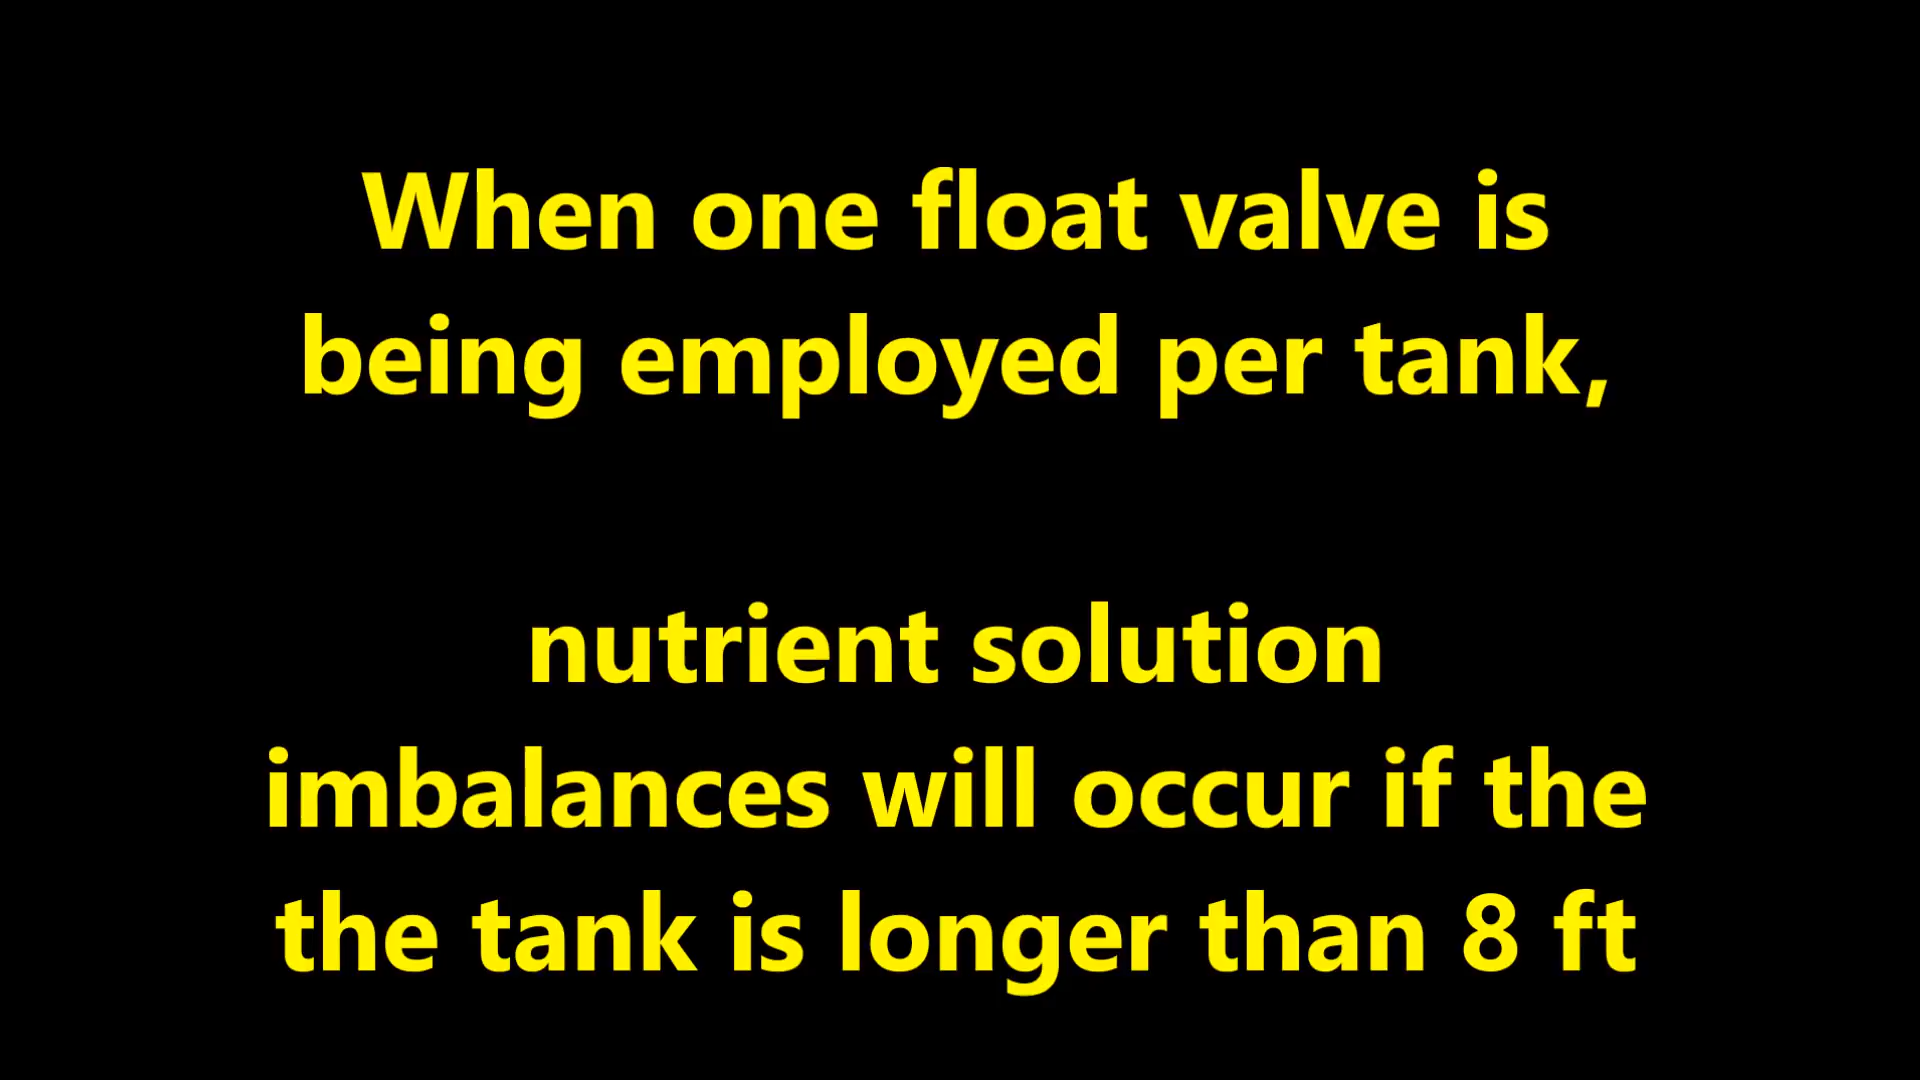 When one float valve is
being employed per tank,
nutrient solution
imbalances will occur if the
the tank is longer than 8 ft